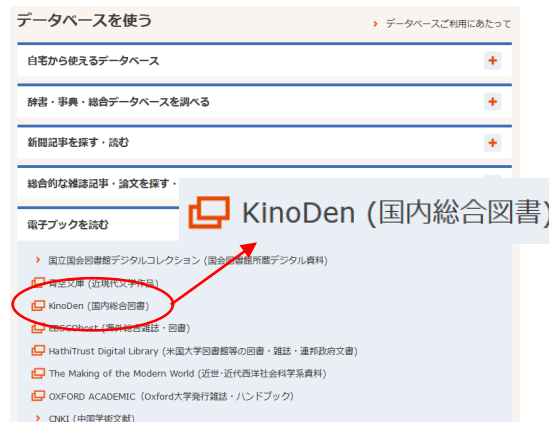 データベースを使う
データベースご利用にあたって
自宅から使えるデータベース
辞書・事典・総合データベースを調べる
新聞記事を探す・読む
総合的な雑誌記事・論文を探す・
KinoDen (国内総合図書)
電子ブックを読む
国立国会図書館デジタルコレクション (国会図書館所蔵デジタル資料)
青空文庫 (近現代文学作品)
KinoDen (国内総合図書)
EBSCOhost (海外総合雑誌・図書)
HathiTrust Digital Library (米国大学図書館等の図書・雑誌・連邦政府文書)
The Making of the Modern World (近世・近代西洋社会科学系資料)
OXFORD ACADEMIC（Oxford大学発行雑誌・ハンドブック）
CNKI (中国学術文献)